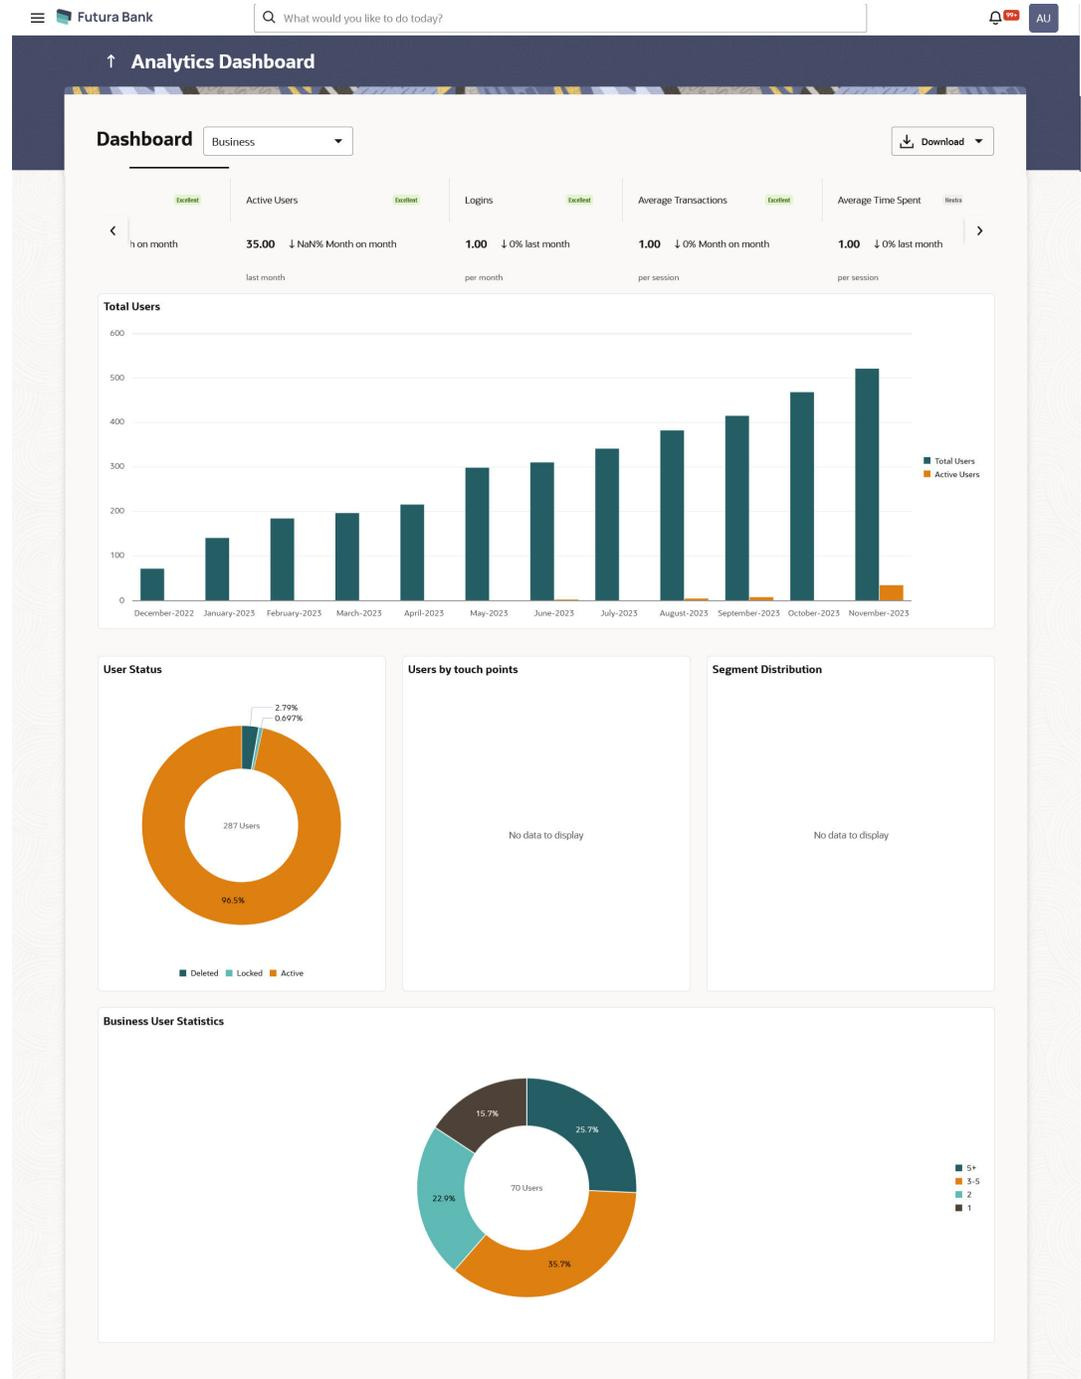 Futura Bank
What would you like to do today?
99+
AU
↑ Analytics Dashboard
Dashboard
Business
Download
Excellent
Active Users
Excellent
Logins
Excellent
Average Transactions
Excellent
Average Time Spent
Neutra
h on month
35.00 ↓ NaN% Month on month
1.00 ↓ 0% last month
1.00 ↓ 0% Month on month
1.00 ↓ 0% last month
last month
per month
per session
per session
Total Users
600
500
400
300
200
100
0
December-2022
January-2023
February-2023
March-2023
April-2023
May-2023
June-2023
July-2023
August-2023
September-2023
October-2023
November-2023
Total Users
Active Users
User Status
2.79%
0.697%
287 Users
96.5%
Deleted
Locked
Active
Users by touch points
No data to display
Segment Distribution
No data to display
Business User Statistics
15.7%
25.7%
70 Users
22.9%
35.7%
5+
3-5
2
1